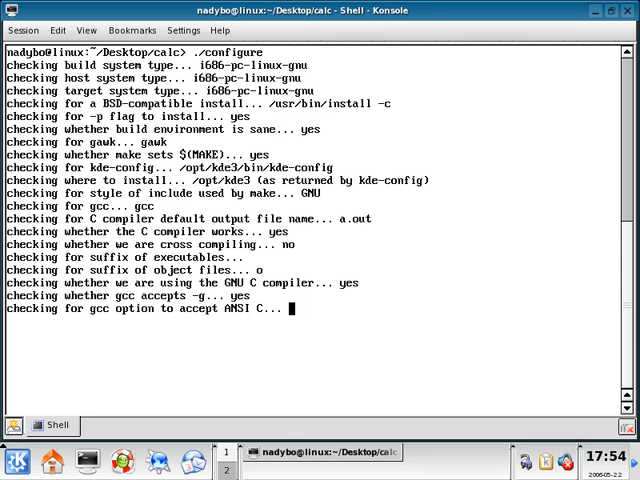 nadybo@linux:~/Desktop/calc - Shell - Konsole
Session Edit View Bookmarks Settings Help
nadybo@linux:~/Desktop/calc> ./configure
checking build system type... i686-pc-linux-gnu
checking host system type... i686-pc-linux-gnu
checking target system type... i686-pc-linux-gnu
checking for a BSD-compatible install... /usr/bin/install -c
checking for -p flag to install... yes
checking whether build environment is sane... yes
checking for gawk... gawk
checking whether make sets $(MAKE)... yes
checking for kde-config... /opt/kde3/bin/kde-config
checking where to install... /opt/kde3 (as returned by kde-config)
checking for style of include used by make... GNU
checking for gcc... gcc
checking for C compiler default output file name... a.out
checking whether the C compiler works... yes
checking whether we are cross compiling... no
checking for suffix of executables...
checking for suffix of object files... o
checking whether we are using the GNU C compiler... yes
checking whether gcc accepts -g... yes
checking for gcc option to accept ANSI C...
Shell
1
2
nadybo@linux:~/Desktop/calc
17:54
2006-05-22